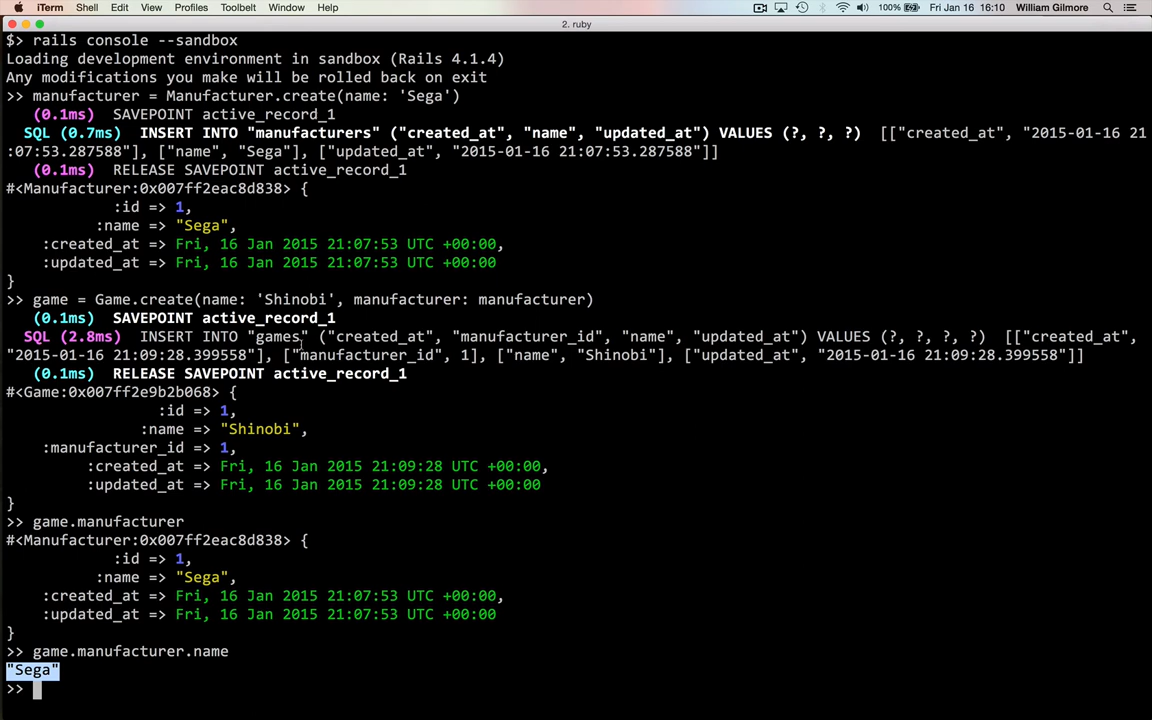 iTerm Shell Edit View Profiles Toolbelt Window Help 100% Fri Jan 16 16:10 William Gilmore
2. ruby
$> rails console --sandbox
Loading development environment in sandbox (Rails 4.1.4)
Any modifications you make will be rolled back on exit
>> manufacturer = Manufacturer.create(name: 'Sega')
(0.1ms) SAVEPOINT active_record_1
SQL (0.7ms) INSERT INTO "manufacturers" ("created_at", "name", "updated_at") VALUES (?, ?, ?) [["created_at", "2015-01-16 21
:07:53.287588"], ["name", "Sega"], ["updated_at", "2015-01-16 21:07:53.287588"]]
(0.1ms) RELEASE SAVEPOINT active_record_1
#<Manufacturer:0x007ff2eac8d838> {
:id => 1,
:name => "Sega",
:created_at => Fri, 16 Jan 2015 21:07:53 UTC +00:00,
:updated_at => Fri, 16 Jan 2015 21:07:53 UTC +00:00
}
>> game = Game.create(name: 'Shinobi', manufacturer: manufacturer)
(0.1ms) SAVEPOINT active_record_1
SQL (2.8ms) INSERT INTO "games" ("created_at", "manufacturer_id", "name", "updated_at") VALUES (?, ?, ?, ?) [["created_at",
"2015-01-16 21:09:28.399558"], ["manufacturer_id", 1], ["name", "Shinobi"], ["updated_at", "2015-01-16 21:09:28.399558"]]
(0.1ms) RELEASE SAVEPOINT active_record_1
#<Game:0x007ff2e9b2b068> {
:id => 1,
:name => "Shinobi",
:manufacturer_id => 1,
:created_at => Fri, 16 Jan 2015 21:09:28 UTC +00:00,
:updated_at => Fri, 16 Jan 2015 21:09:28 UTC +00:00
}
>> game.manufacturer
#<Manufacturer:0x007ff2eac8d838> {
:id => 1,
:name => "Sega",
:created_at => Fri, 16 Jan 2015 21:07:53 UTC +00:00,
:updated_at => Fri, 16 Jan 2015 21:07:53 UTC +00:00
}
>> game.manufacturer.name
"Sega"
>>